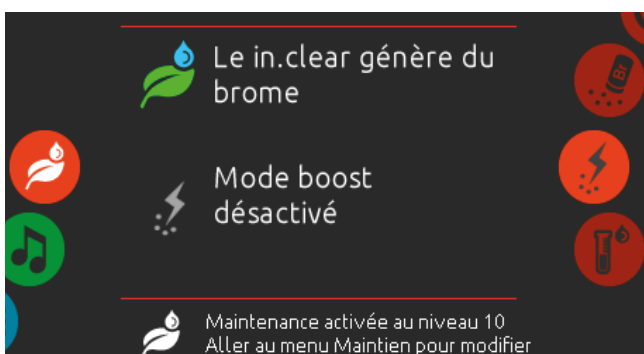 Le in.clear génère du
brome
Br
Mode boost
désactivé
Maintenance activée au niveau 10
Aller au menu Maintien pour modifier